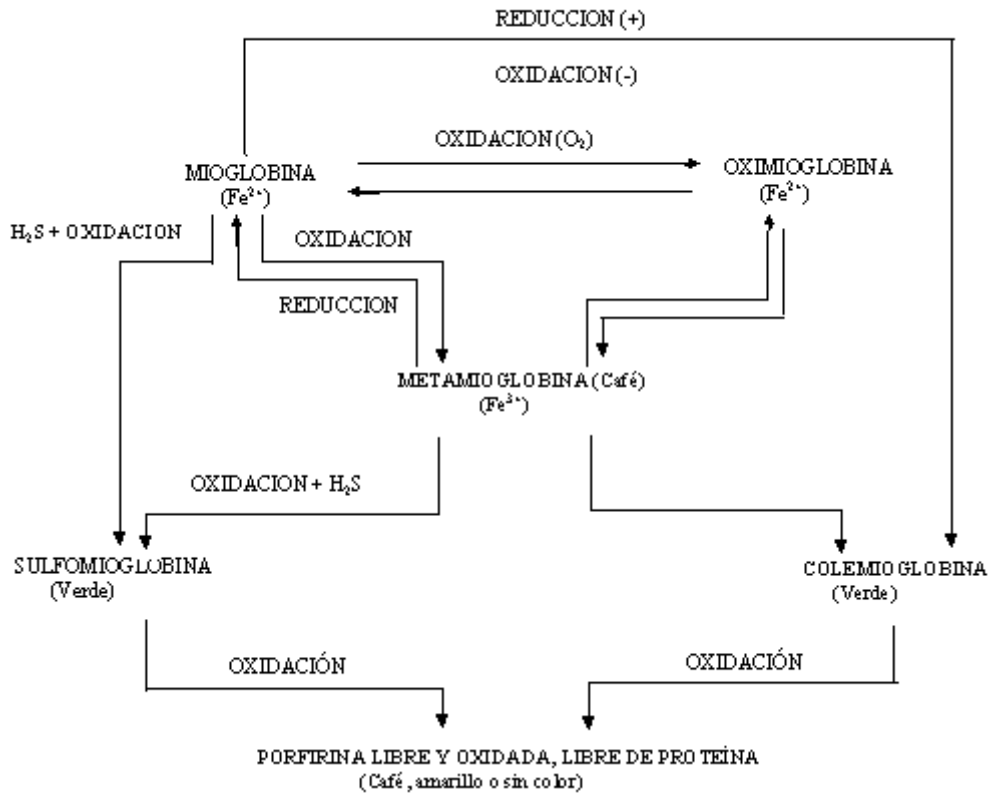 REDUCCION (+)
OXIDACION (-)
OXIDACION (O₂)
MIOGLOBINA
(Fe²⁺)
OXIMIOGLOBINA
(Fe²⁺)
H₂S + OXIDACION
OXIDACION
REDUCCION
METAMIOGLOBINA (Café)
(Fe³⁺)
OXIDACION + H₂S
SULFOMIOGLOBINA
(Verde)
COLEMIOGLOBINA
(Verde)
OXIDACIÓN
OXIDACIÓN
PORFIRINA LIBRE Y OXIDADA, LIBRE DE PROTEÍNA
(Café, amarillo o sin color)